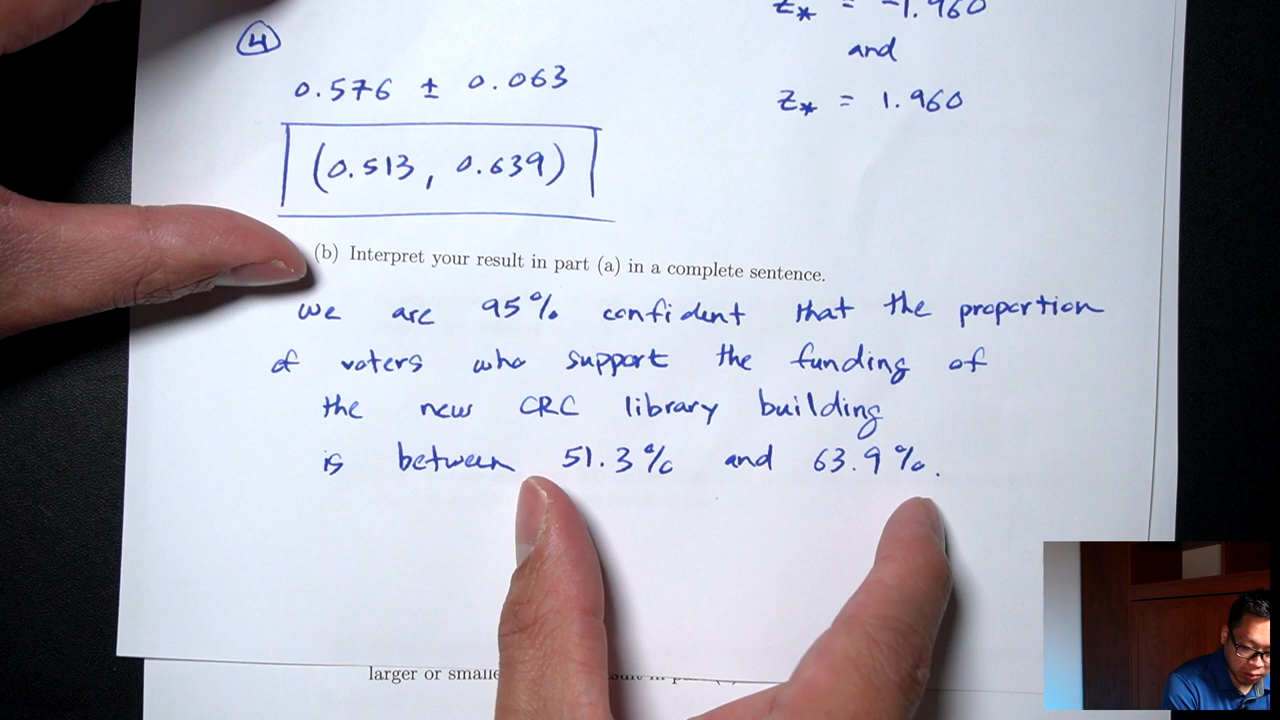 z* = -1.960
4
and
0.576 ± 0.063
z* = 1.960
(0.513, 0.639)
(b) Interpret your result in part (a) in a complete sentence.
we are 95% confident that the proportion
of voters who support the funding of
the new CRC library building
is between 51.3% and 63.9%.
larger or